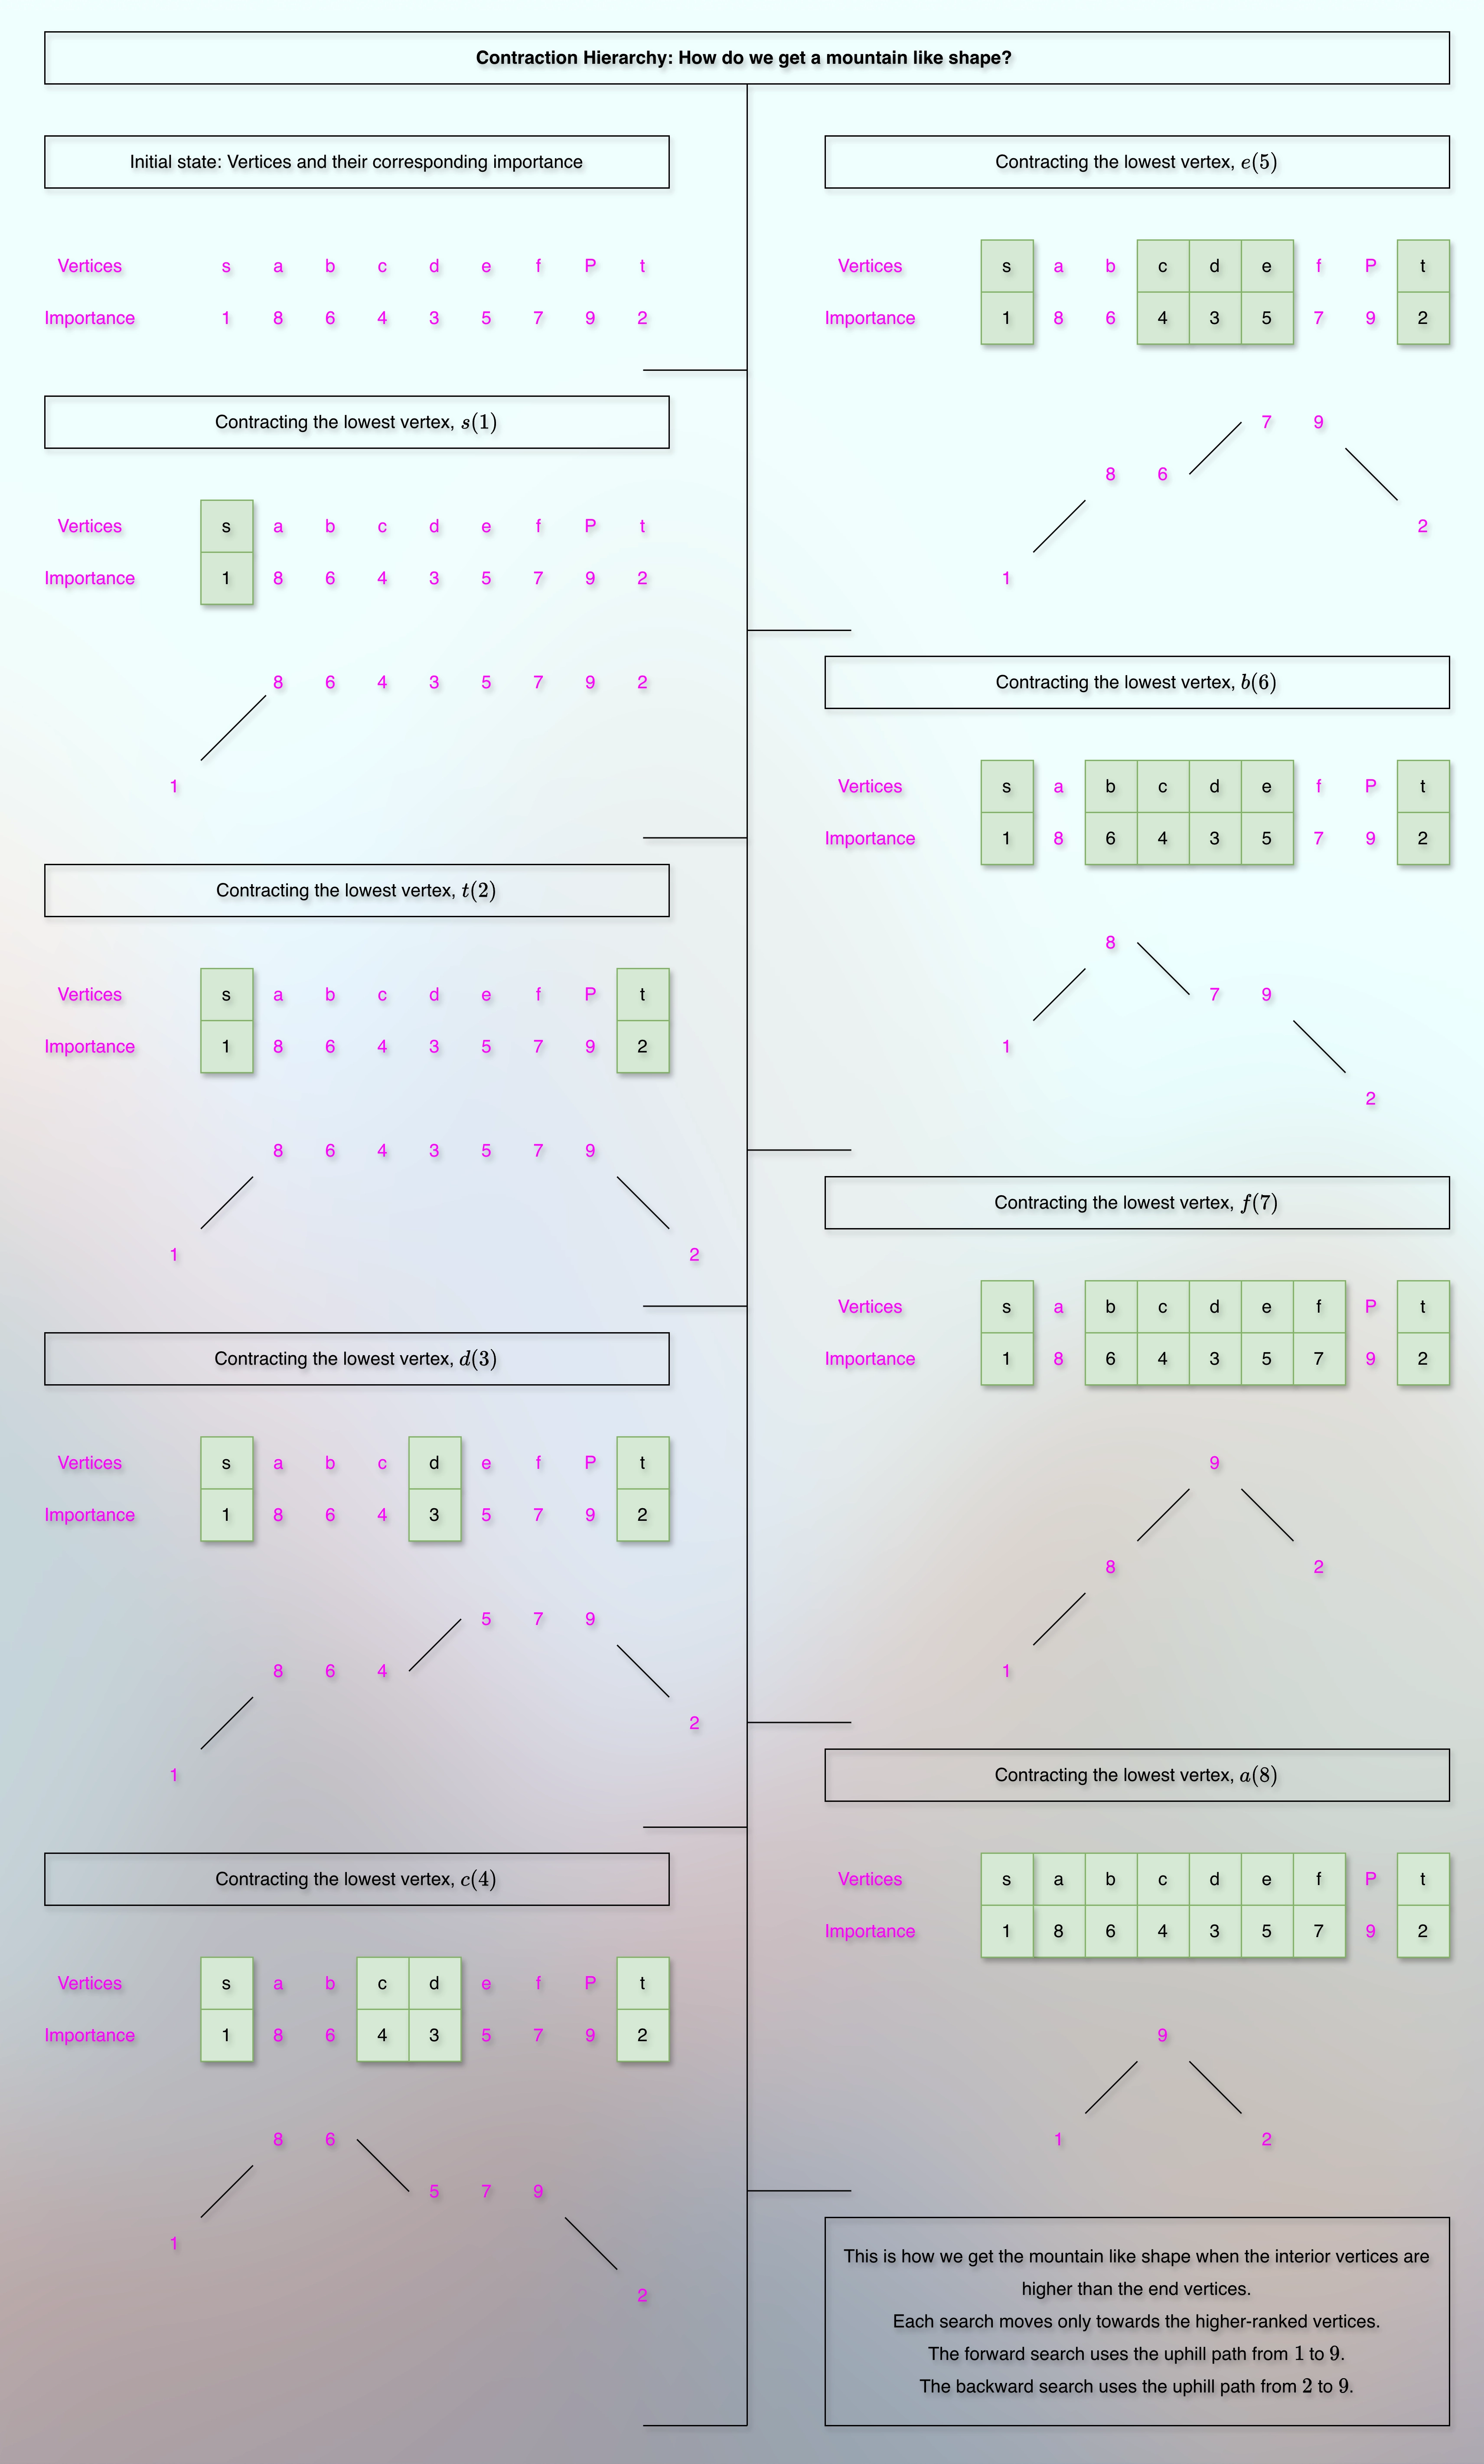 Contraction Hierarchy: How do we get a mountain like shape?
Initial state: Vertices and their corresponding importance
Vertices s a b c d e f P t
Importance 1 8 6 4 3 5 7 9 2
Contracting the lowest vertex, s(1)
Vertices s a b c d e f P t
Importance 1 8 6 4 3 5 7 9 2
8 6 4 3 5 7 9 2
1
Contracting the lowest vertex, t(2)
Vertices s a b c d e f P t
Importance 1 8 6 4 3 5 7 9 2
8 6 4 3 5 7 9
1 2
Contracting the lowest vertex, d(3)
Vertices s a b c d e f P t
Importance 1 8 6 4 3 5 7 9 2
5 7 9
8 6 4
2
1
Contracting the lowest vertex, c(4)
Vertices s a b c d e f P t
Importance 1 8 6 4 3 5 7 9 2
8 6
5 7 9
1
2
Contracting the lowest vertex, e(5)
Vertices s a b c d e f P t
Importance 1 8 6 4 3 5 7 9 2
7 9
8 6
2
1
Contracting the lowest vertex, b(6)
Vertices s a b c d e f P t
Importance 1 8 6 4 3 5 7 9 2
8
7 9
1
2
Contracting the lowest vertex, f(7)
Vertices s a b c d e f P t
Importance 1 8 6 4 3 5 7 9 2
9
8 2
1
Contracting the lowest vertex, a(8)
Vertices s a b c d e f P t
Importance 1 8 6 4 3 5 7 9 2
9
1 2
This is how we get the mountain like shape when the interior vertices are
higher than the end vertices.
Each search moves only towards the higher-ranked vertices.
The forward search uses the uphill path from 1 to 9.
The backward search uses the uphill path from 2 to 9.